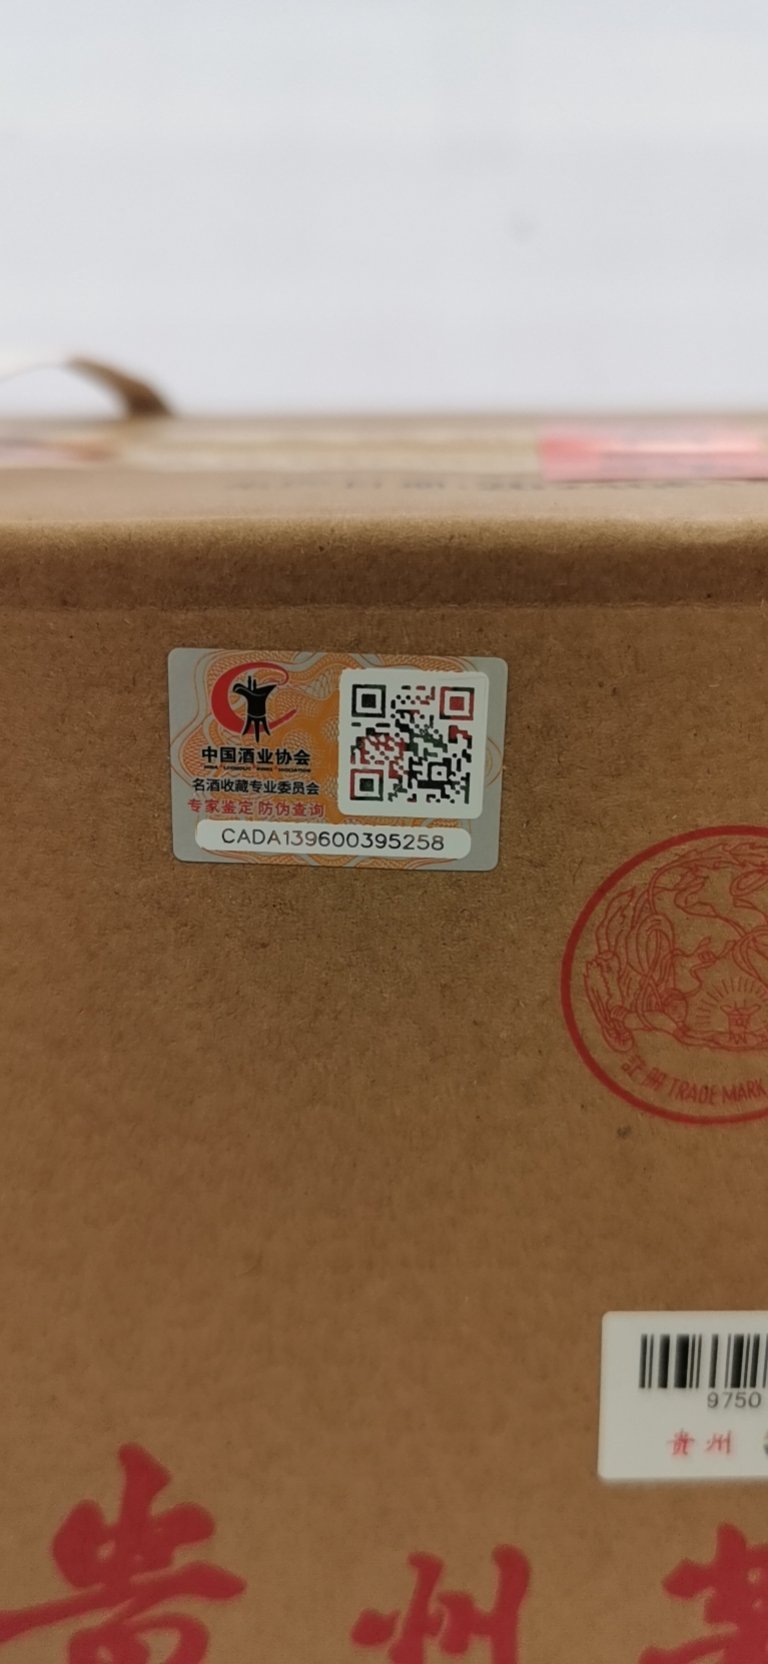 中国酒业协会
名酒收藏专业委员会
专家鉴定 防伪查询
CADA139600395258
TRADE MARK
9750
贵州
贵州